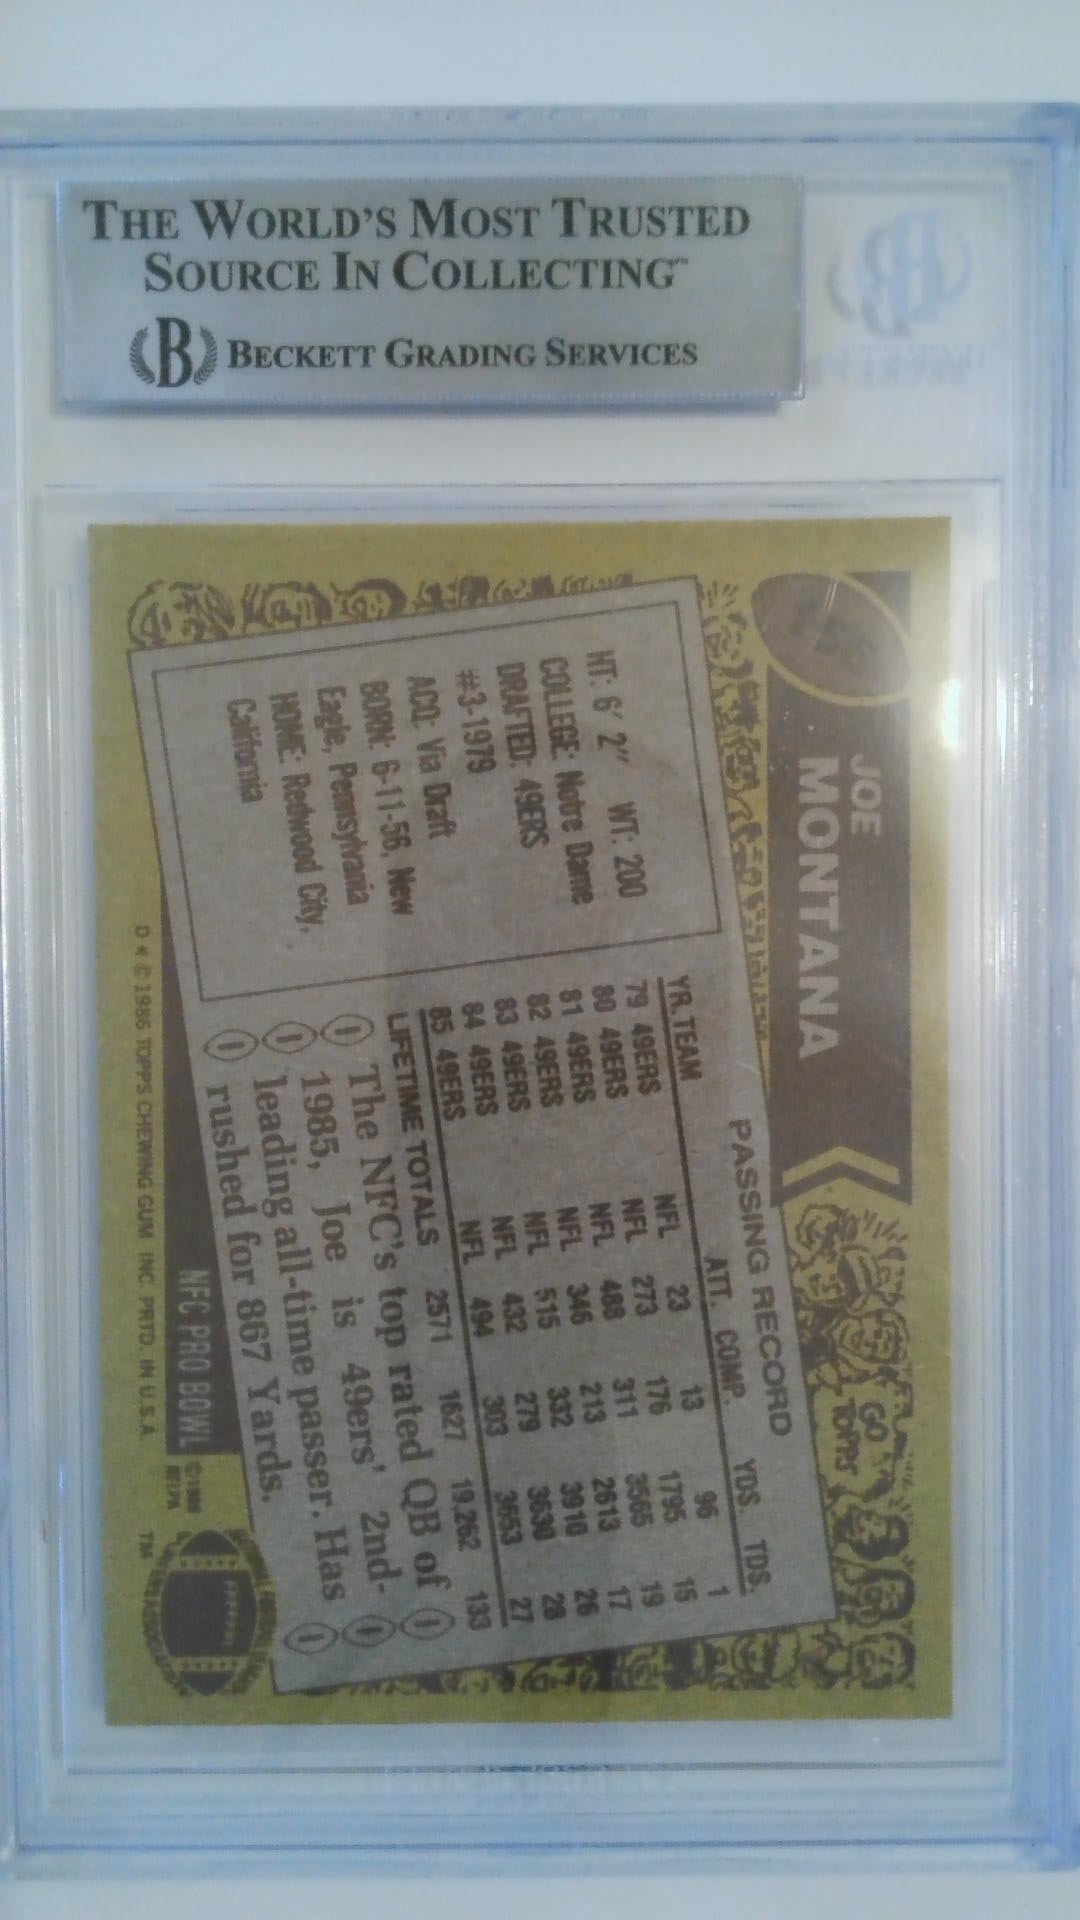 THE WORLD'S MOST TRUSTED
SOURCE IN COLLECTING™
B BECKETT GRADING SERVICES
156
JOE
MONTANA
GO
TOPPS
HT: 6' 2" WT: 200
COLLEGE: Notre Dame
DRAFTED: 49ERS
#3-1979
ACQ: Via Draft
BORN: 6-11-56, New
Eagle, Pennsylvania
HOME: Redwood City,
California
PASSING RECORD
YR. TEAM ATT. COMP. YDS. TDS.
79 49ERS NFL 23 13 96 1
80 49ERS NFL 273 176 1795 15
81 49ERS NFL 488 311 3565 19
82 49ERS NFL 346 213 2613 17
83 49ERS NFL 515 332 3910 26
84 49ERS NFL 432 279 3630 28
85 49ERS NFL 494 303 3653 27
LIFETIME TOTALS 2571 1627 19,262 133
The NFC's top rated QB of
1985, Joe is 49ers' 2nd-
leading all-time passer. Has
rushed for 867 Yards.
NFC PRO BOWL
D * © 1986 TOPPS CHEWING GUM INC. PRTD. IN U.S.A.
TM